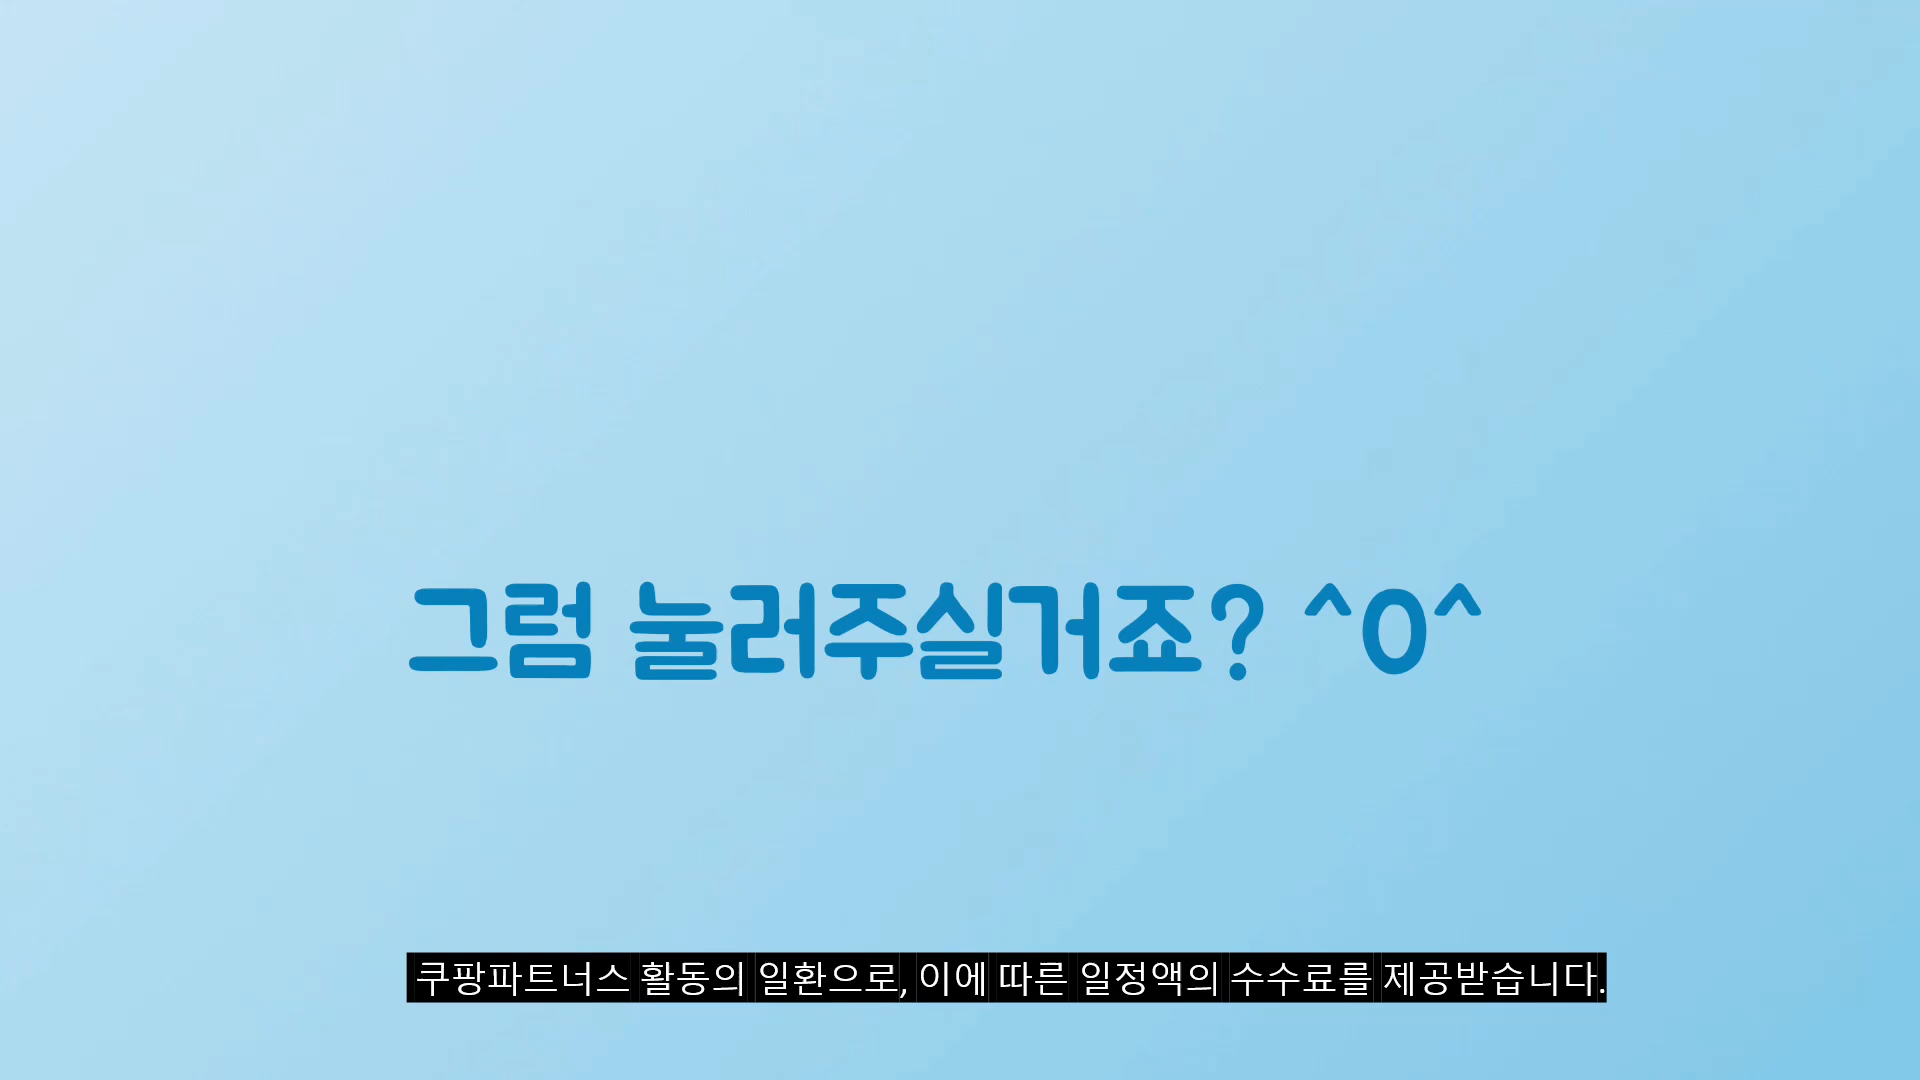 그럼 눌러주실거죠? ^0^
쿠팡파트너스 활동의 일환으로, 이에 따른 일정액의 수수료를 제공받습니다.